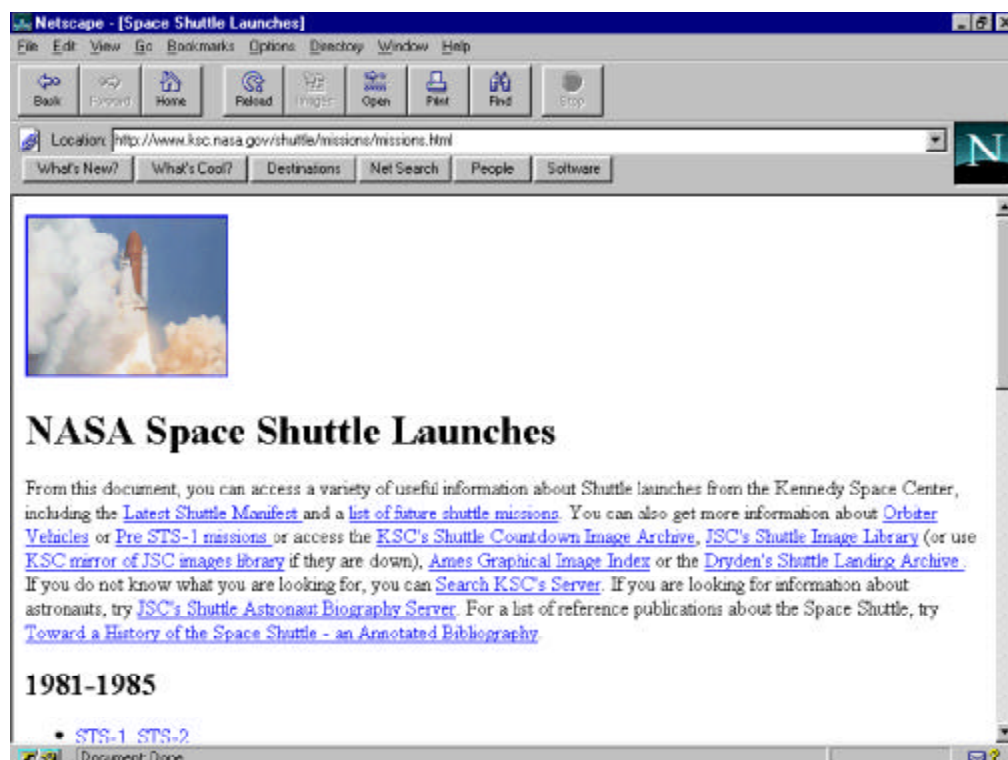 Netscape - [Space Shuttle Launches]
File Edit View Go Bookmarks Options Directory Window Help
Back Forward Home Reload Images Open Print Find Stop
Location: http://www.ksc.nasa.gov/shuttle/missions/missions.html
N
What's New? What's Cool? Destinations Net Search People Software
NASA Space Shuttle Launches
From this document, you can access a variety of useful information about Shuttle launches from the Kennedy Space Center,
including the Latest Shuttle Manifest and a list of future shuttle missions. You can also get more information about Orbiter
Vehicles or Pre STS-1 missions or access the KSC's Shuttle Countdown Image Archive, JSC's Shuttle Image Library (or use
KSC mirror of JSC images library if they are down), Ames Graphical Image Index or the Dryden's Shuttle Landing Archive .
If you do not know what you are looking for, you can Search KSC's Server. If you are looking for information about
astronauts, try JSC's Shuttle Astronaut Biography Server. For a list of reference publications about the Space Shuttle, try
Toward a History of the Space Shuttle - an Annotated Bibliography.
1981-1985
• STS-1 STS-2
Document: Done